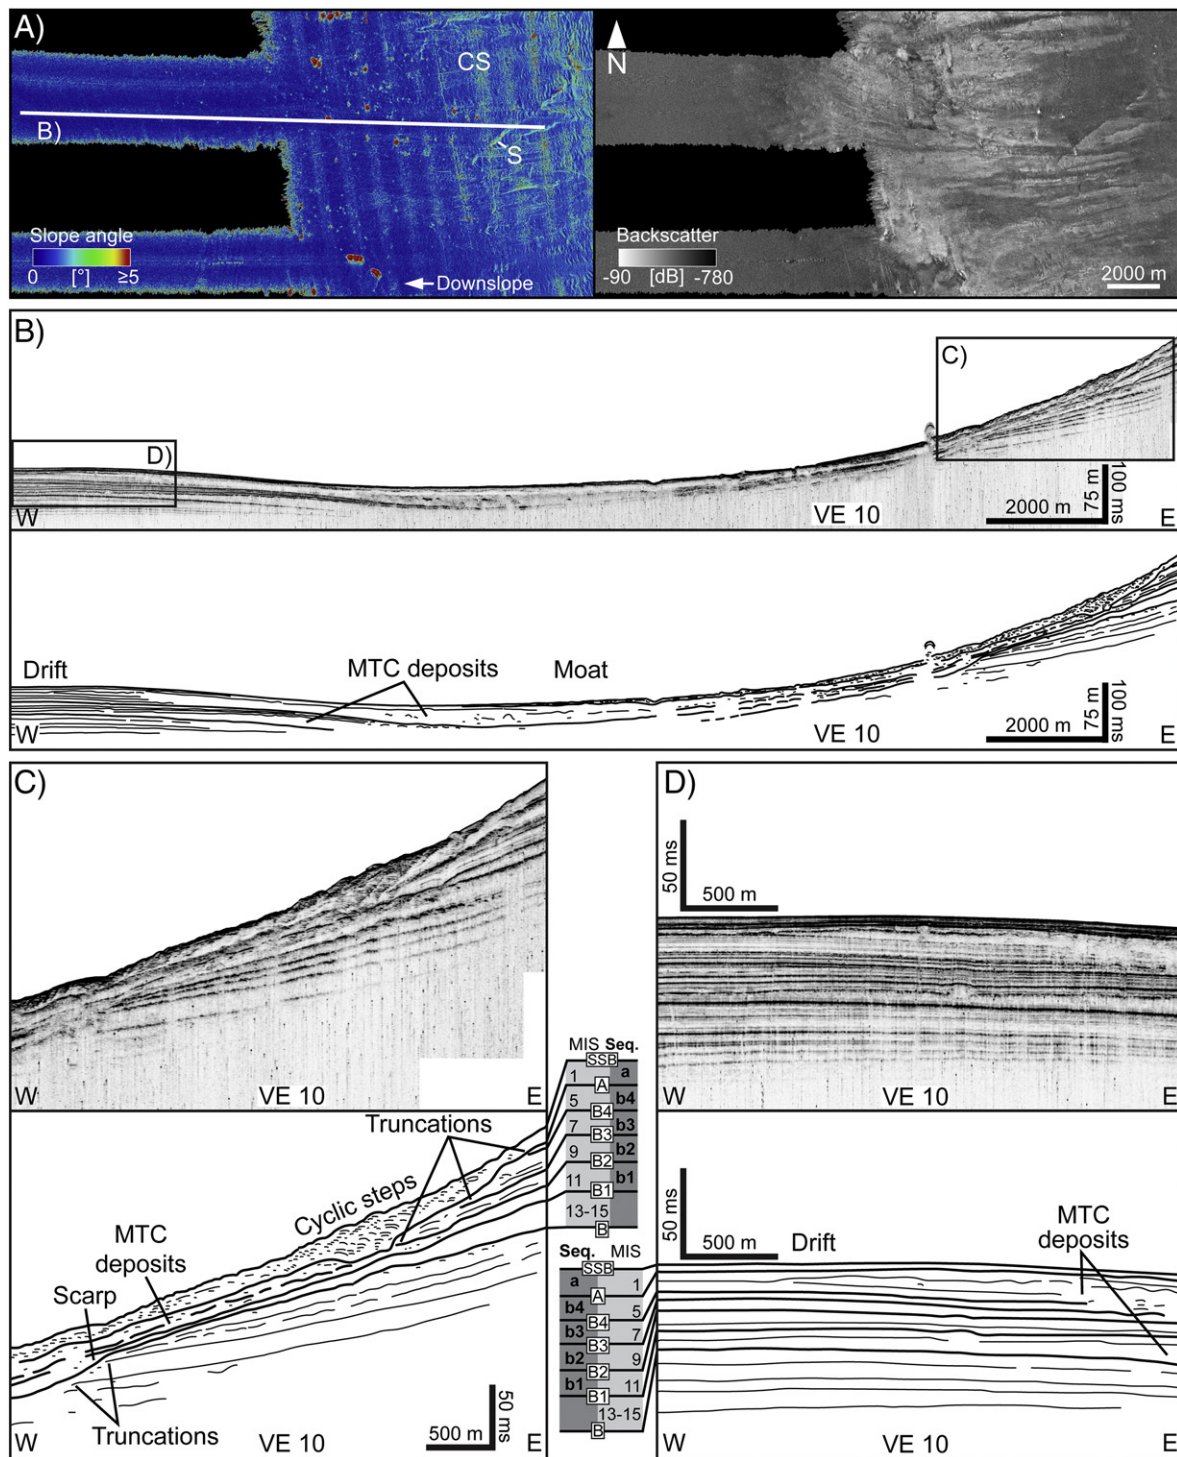 A)
CS
B)
S
Slope angle
0 [°] ≥5
Downslope
N
Backscatter
-90 [dB] -780
2000 m
B)
C)
D)
W
VE 10
2000 m
75 m
100 ms
E
Drift
MTC deposits
Moat
W
VE 10
2000 m
75 m
100 ms
E
C)
W
VE 10
E
Truncations
Cyclic steps
MTC
deposits
Scarp
Truncations
500 m
50 ms
W
VE 10
E
MIS Seq.
SSB
1 a
A
5 b4
B4
7 b3
B3
9 b2
B2
11 b1
B1
13-15
B
Seq. MIS
SSB
a 1
A
b4 5
B4
b3 7
B3
b2 9
B2
b1 11
B1
13-15
B
D)
50 ms
500 m
W
VE 10
E
50 ms
500 m
Drift
MTC
deposits
W
VE 10
E